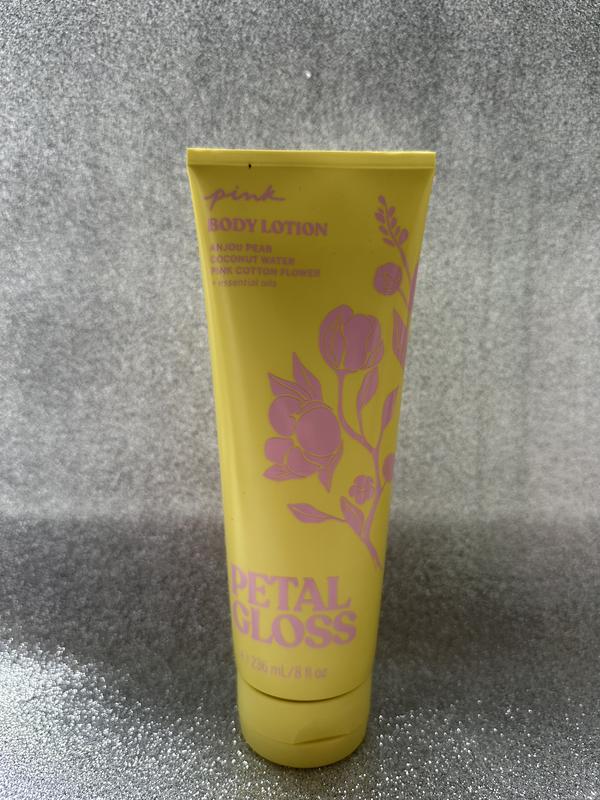 pink
BODY LOTION
ANJOU PEAR
COCONUT WATER
PINK COTTON FLOWER
+ essential oils
PETAL
GLOSS
236 mL/8 fl oz